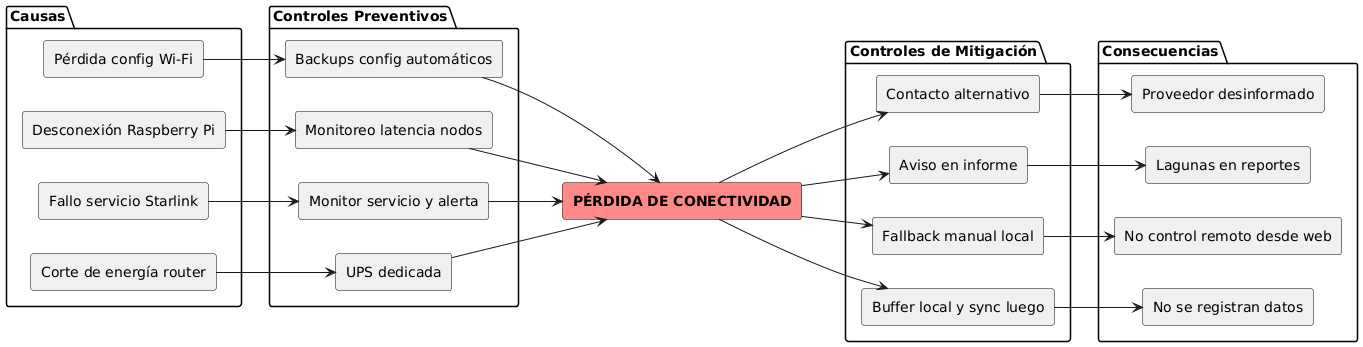 Causas
Pérdida config Wi-Fi
Desconexión Raspberry Pi
Fallo servicio Starlink
Corte de energía router
Controles Preventivos
Backups config automáticos
Monitoreo latencia nodos
Monitor servicio y alerta
UPS dedicada
PÉRDIDA DE CONECTIVIDAD
Controles de Mitigación
Contacto alternativo
Aviso en informe
Fallback manual local
Buffer local y sync luego
Consecuencias
Proveedor desinformado
Lagunas en reportes
No control remoto desde web
No se registran datos